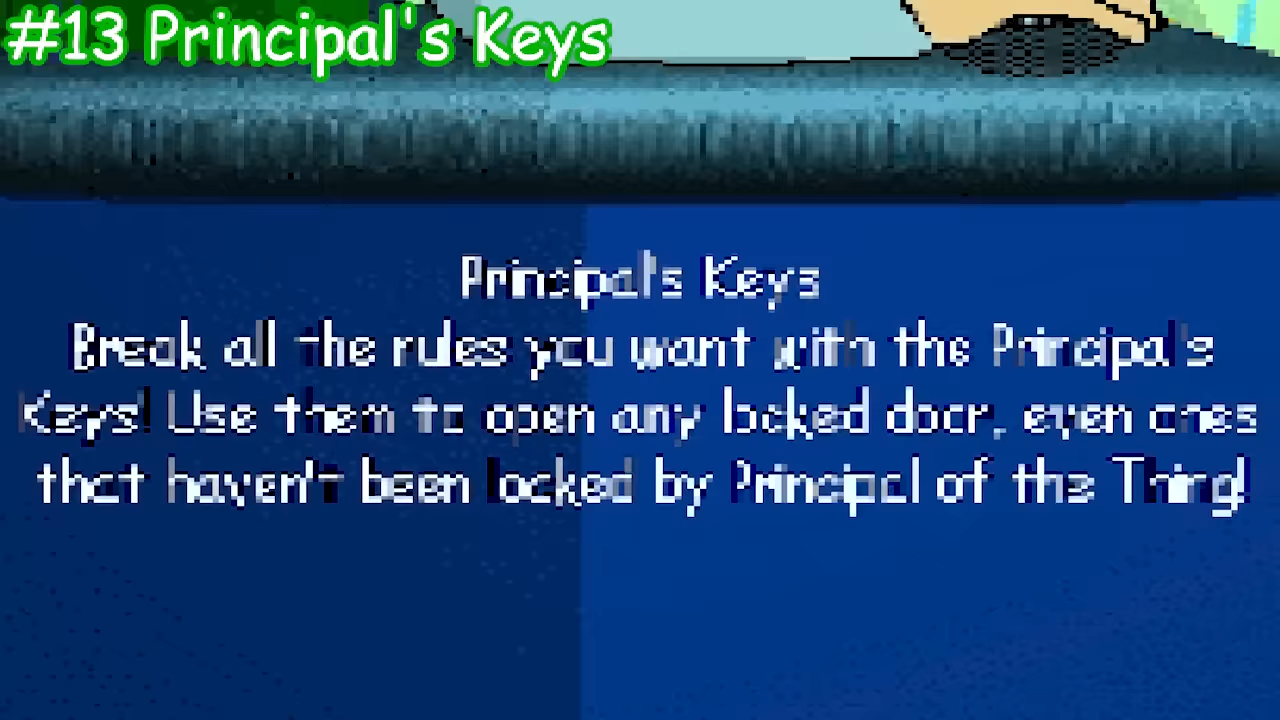 #13 Principal's Keys
Principal's Keys
Break all the rules you want with the Principal's
Keys! Use them to open any locked door, even ones
that haven't been locked by Principal of the Thing!